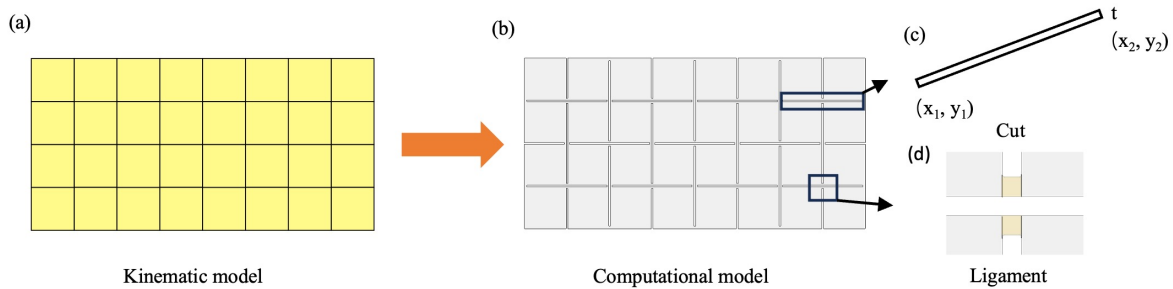 (a)
(b)
(c)
t
(x₂, y₂)
(x₁, y₁)
Cut
(d)
Kinematic model
Computational model
Ligament